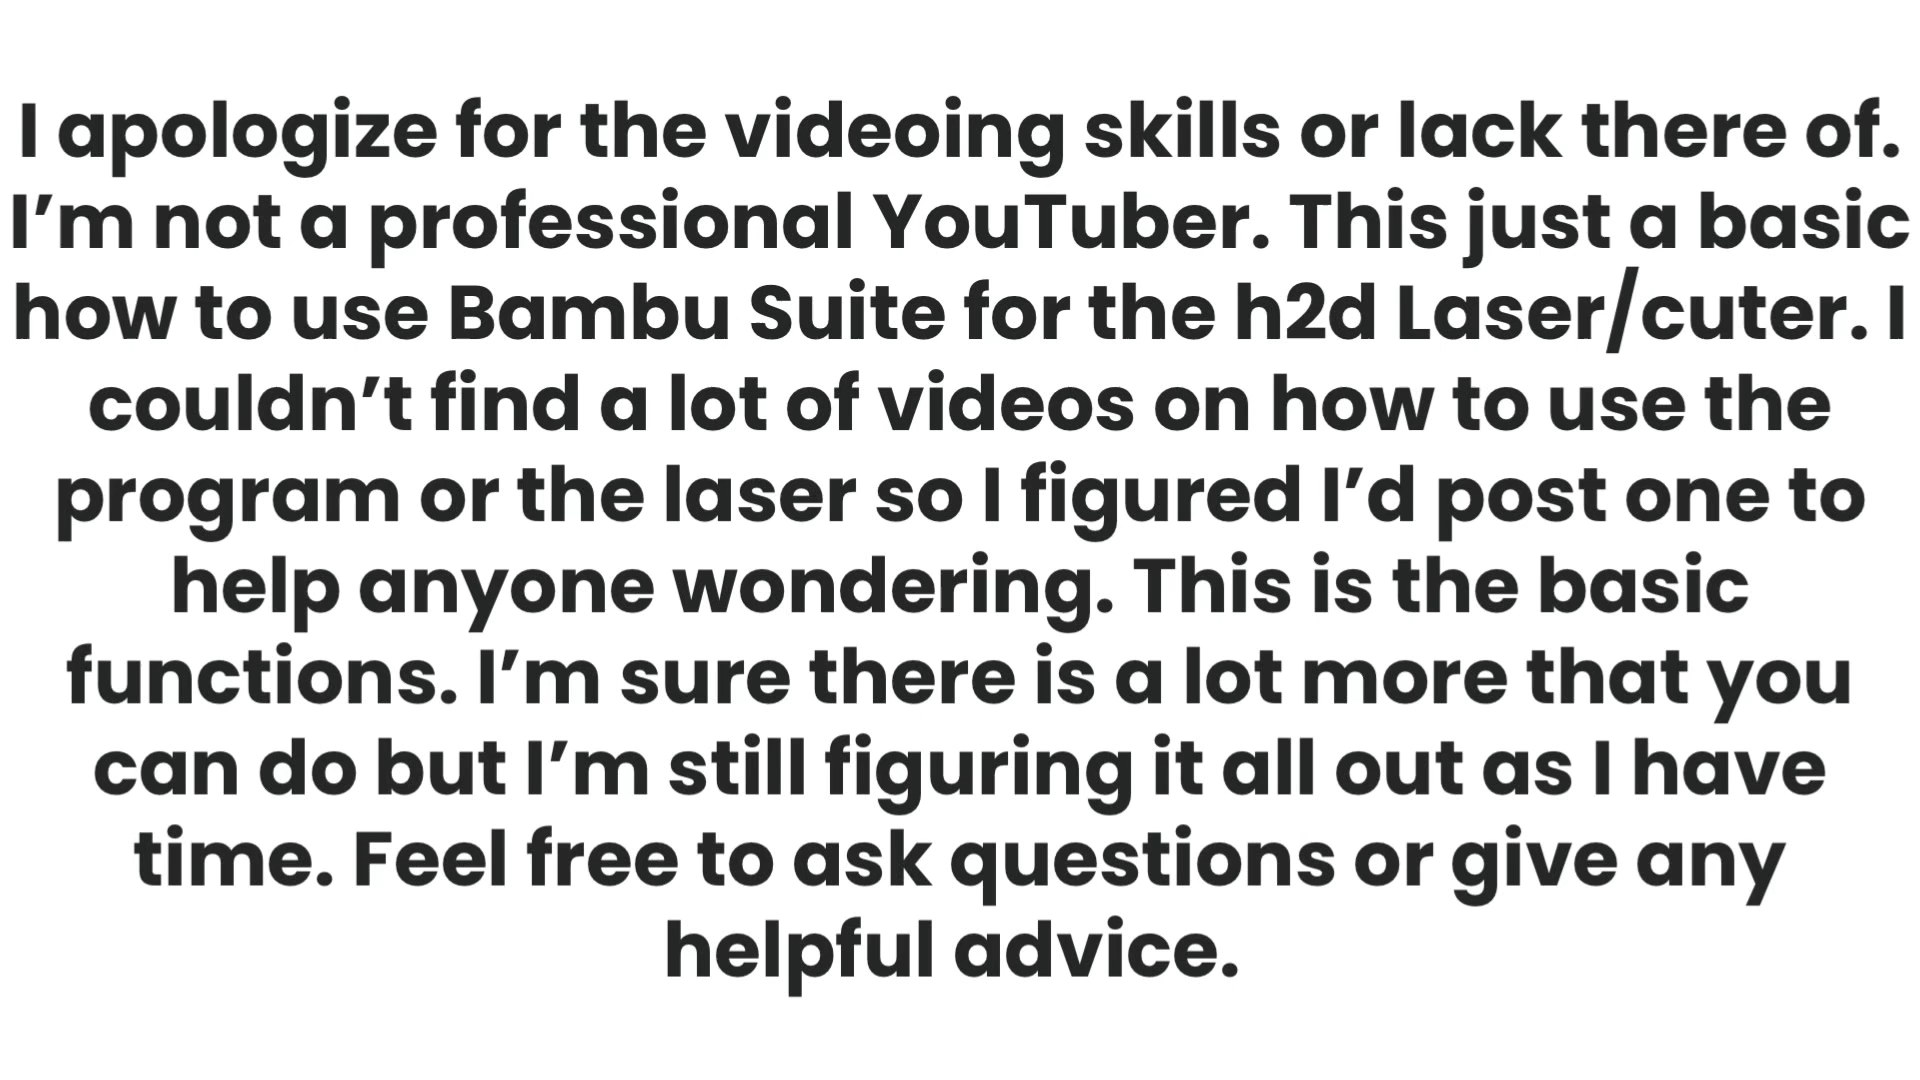 I apologize for the videoing skills or lack there of.
I’m not a professional YouTuber. This just a basic
how to use Bambu Suite for the h2d Laser/cuter. I
couldn’t find a lot of videos on how to use the
program or the laser so I figured I’d post one to
help anyone wondering. This is the basic
functions. I’m sure there is a lot more that you
can do but I’m still figuring it all out as I have
time. Feel free to ask questions or give any
helpful advice.